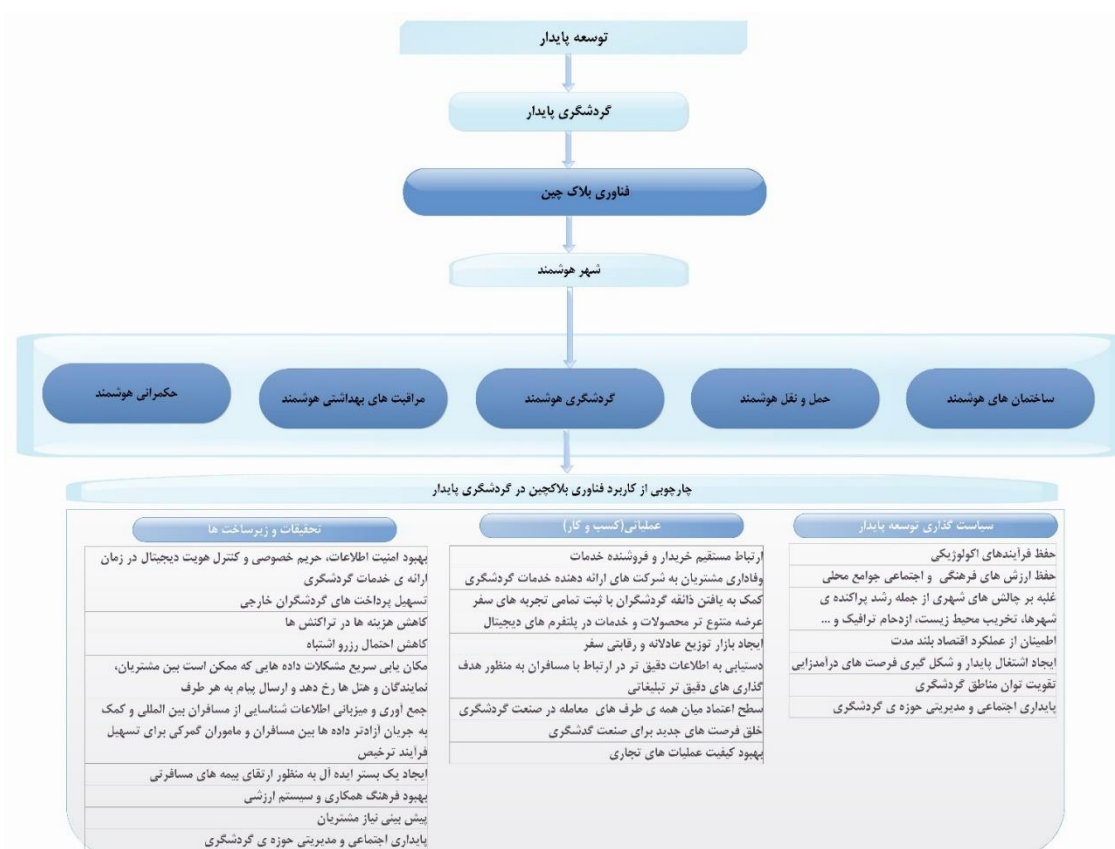 توسعه پایدار
گردشگری پایدار
فناوری بلاک چین
شهر هوشمند
ساختمان های هوشمند
حمل و نقل هوشمند
گردشگری هوشمند
مراقبت های بهداشتی هوشمند
حکمرانی هوشمند
چارچوبی از کاربرد فناوری بلاکچین در گردشگری پایدار
سیاست گذاری توسعه پایدار
حفظ فرآیندهای اکولوژیکی
حفظ ارزش های فرهنگی و اجتماعی جوامع محلی
غلبه بر چالش های شهری از جمله رشد پراکنده ی
شهرها، تخریب محیط زیست، ازدحام ترافیک و ...
اطمینان از عملکرد اقتصاد بلند مدت
ایجاد اشتغال پایدار و شکل گیری فرصت های درآمدزایی
تقویت توان مناطق گردشگری
پایداری اجتماعی و مدیریتی حوزه ی گردشگری
عملیاتی(کسب و کار)
ارتباط مستقیم خریدار و فروشنده خدمات
وفاداری مشتریان به شرکت های ارائه دهنده خدمات گردشگری
کمک به یافتن ذائقه گردشگران با ثبت تمامی تجربه های سفر
عرضه متنوع تر محصولات و خدمات در پلتفرم های دیجیتال
ایجاد بازار توزیع عادلانه و رقابتی سفر
دستیابی به اطلاعات دقیق تر در ارتباط با مسافران به منظور هدف
گذاری های دقیق تر تبلیغاتی
سطح اعتماد میان همه ی طرف های معامله در صنعت گردشگری
خلق فرصت های جدید برای صنعت گدشگری
بهبود کیفیت عملیات های تجاری
تحقیقات و زیرساخت ها
بهبود امنیت اطلاعات، حریم خصوصی و کنترل هویت دیجیتال در زمان
ارائه ی خدمات گردشگری
تسهیل پرداخت های گردشگران خارجی
کاهش هزینه ها در تراکنش ها
کاهش احتمال رزرو اشتباه
مکان یابی سریع مشکلات داده هایی که ممکن است بین مشتریان،
نمایندگان و هتل ها رخ دهد و ارسال پیام به هر طرف
جمع آوری و میزبانی اطلاعات شناسایی از مسافران بین المللی و کمک
به جریان آزادتر داده ها بین مسافران و ماموران گمرکی برای تسهیل
فرآیند ترخیص
ایجاد یک بستر ایده آل به منظور ارتقای بیمه های مسافرتی
بهبود فرهنگ همکاری و سیستم ارزشی
پیش بینی نیاز مشتریان
پایداری اجتماعی و مدیریتی حوزه ی گردشگری